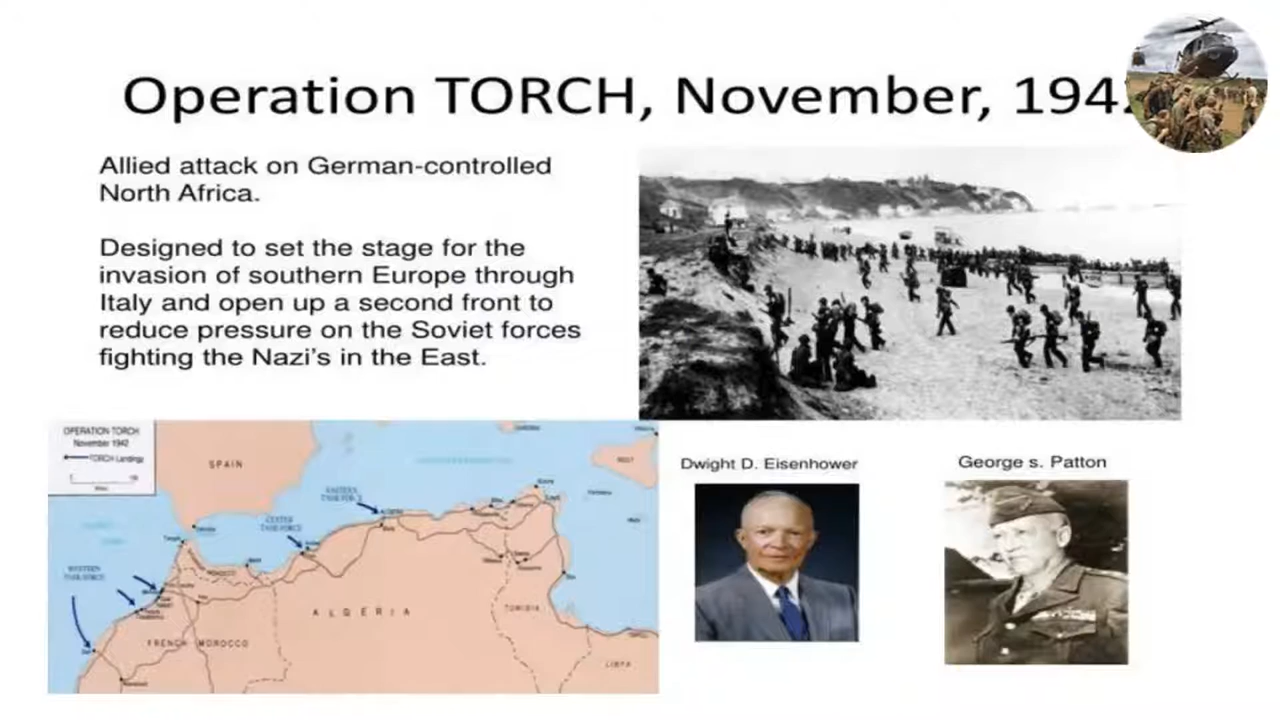 Operation TORCH, November, 194
Allied attack on German-controlled
North Africa.
Designed to set the stage for the
invasion of southern Europe through
Italy and open up a second front to
reduce pressure on the Soviet forces
fighting the Nazi's in the East.
OPERATION TORCH
November 1942
TORCH Landings
SPAIN
EASTERN
TASK FORCE
CENTER
TASK FORCE
WESTERN
TASK FORCE
ALGIERS
MOROCCO
ALGERIA
TUNISIA
FRENCH MOROCCO
LIBYA
Dwight D. Eisenhower
George s. Patton